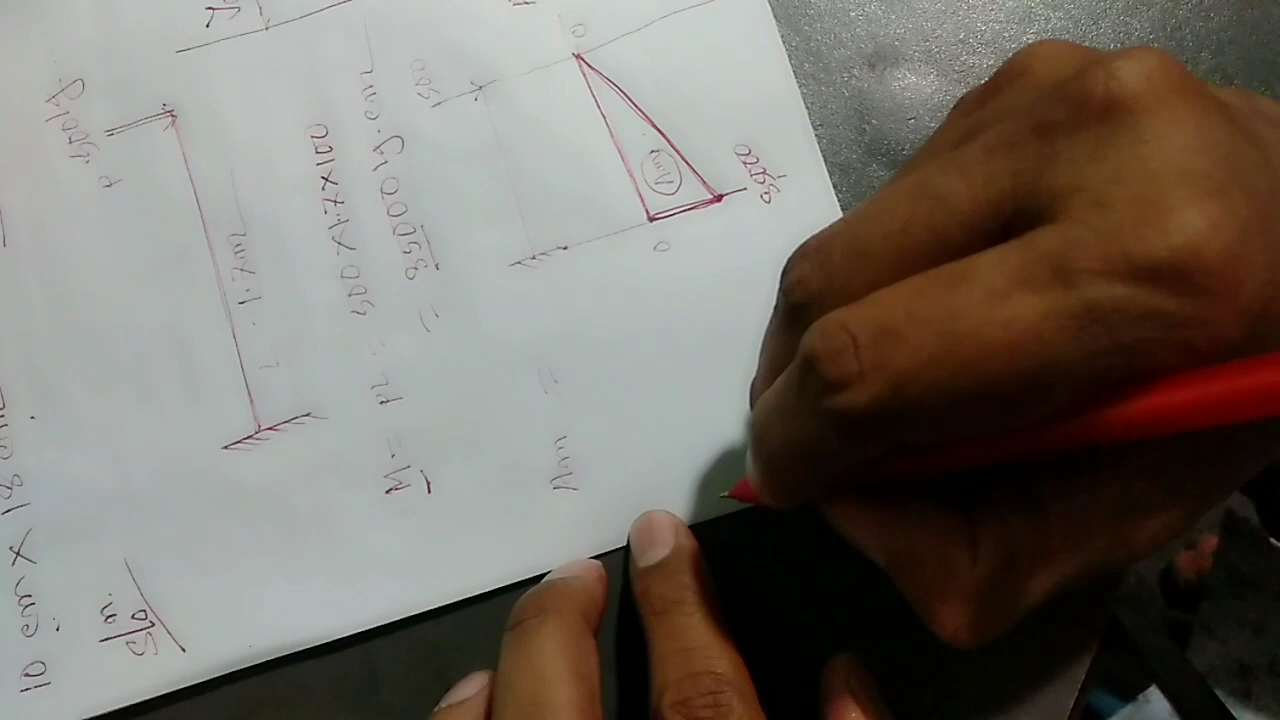 10 cm x 18 cm
Sol n.
P=500 kg
1.7m
M = PL = 500 x 1.7 x 100
= 85000 kg.cm
500
Am =
0
0
Am
85000